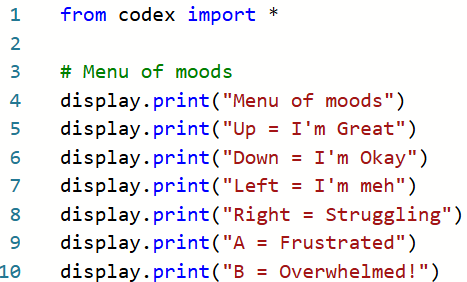 1 from codex import *
2
3 # Menu of moods
4 display.print("Menu of moods")
5 display.print("Up = I'm Great")
6 display.print("Down = I'm Okay")
7 display.print("Left = I'm meh")
8 display.print("Right = Struggling")
9 display.print("A = Frustrated")
10 display.print("B = Overwhelmed!")